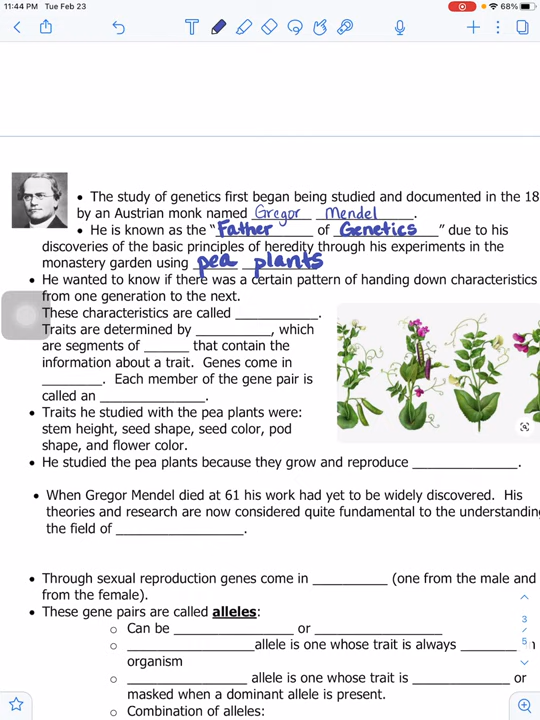 11:44 PM Tue Feb 23 68%
• The study of genetics first began being studied and documented in the 18
by an Austrian monk named Gregor Mendel.
• He is known as the "Father of Genetics" due to his
discoveries of the basic principles of heredity through his experiments in the
monastery garden using pea plants
• He wanted to know if there was a certain pattern of handing down characteristics
from one generation to the next.
These characteristics are called ____________.
Traits are determined by ___________, which
are segments of ______ that contain the
information about a trait. Genes come in
________. Each member of the gene pair is
called an ______________.
• Traits he studied with the pea plants were:
stem height, seed shape, seed color, pod
shape, and flower color.
• He studied the pea plants because they grow and reproduce ______________.
• When Gregor Mendel died at 61 his work had yet to be widely discovered. His
theories and research are now considered quite fundamental to the understanding
the field of _________________.
• Through sexual reproduction genes come in __________ (one from the male and
from the female).
• These gene pairs are called alleles:
o Can be ________________ or _________________
o _________________allele is one whose trait is always ________
organism
o ________________ allele is one whose trait is _____________ or
masked when a dominant allele is present.
o Combination of alleles:
3
/
5